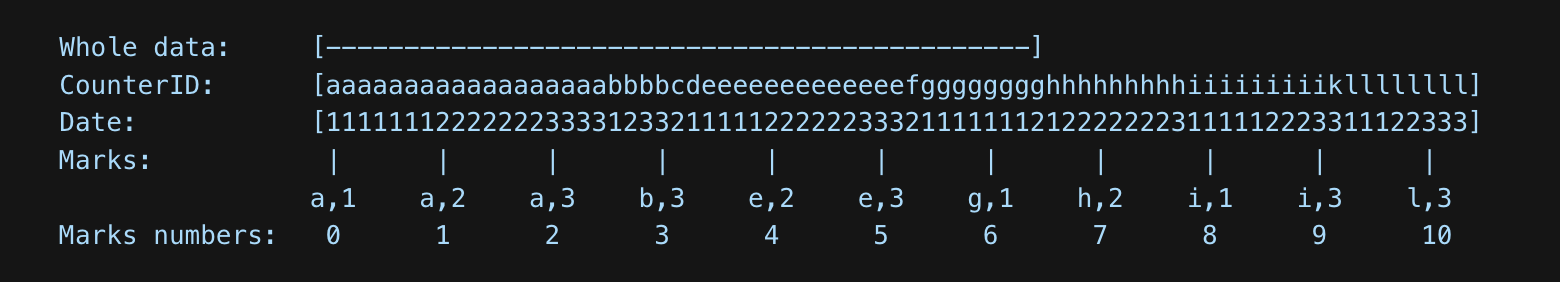 Whole data:     [---------------------------------------------]
CounterID:      [aaaaaaaaaaaaaaaaaabbbbcdeeeeeeeeeeeeefgggggggghhhhhhhhhiiiiiiiiikllllllll]
Date:           [1111111222222233331233211111222222333211111112122222223111112223311122333]
Marks:           |      |      |      |      |      |      |      |      |      |      |
                a,1    a,2    a,3    b,3    e,2    e,3    g,1    h,2    i,1    i,3    l,3
Marks numbers:   0      1      2      3      4      5      6      7      8      9      10